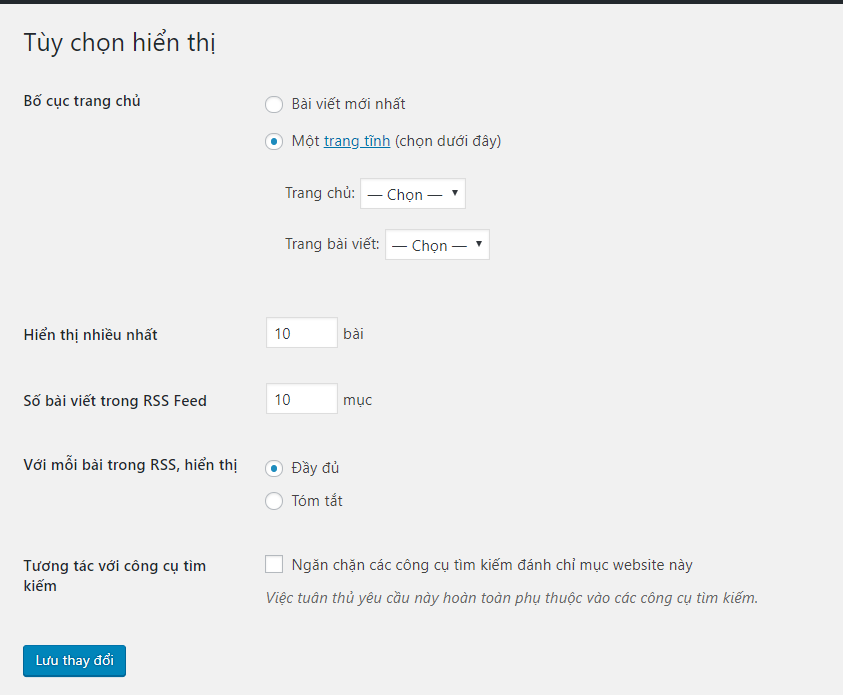 Tùy chọn hiển thị
Bố cục trang chủ
Bài viết mới nhất
Một trang tĩnh (chọn dưới đây)
Trang chủ: — Chọn —
Trang bài viết: — Chọn —
Hiển thị nhiều nhất 10 bài
Số bài viết trong RSS Feed 10 mục
Với mỗi bài trong RSS, hiển thị
Đầy đủ
Tóm tắt
Tương tác với công cụ tìm
kiếm
Ngăn chặn các công cụ tìm kiếm đánh chỉ mục website này
Việc tuân thủ yêu cầu này hoàn toàn phụ thuộc vào các công cụ tìm kiếm.
Lưu thay đổi